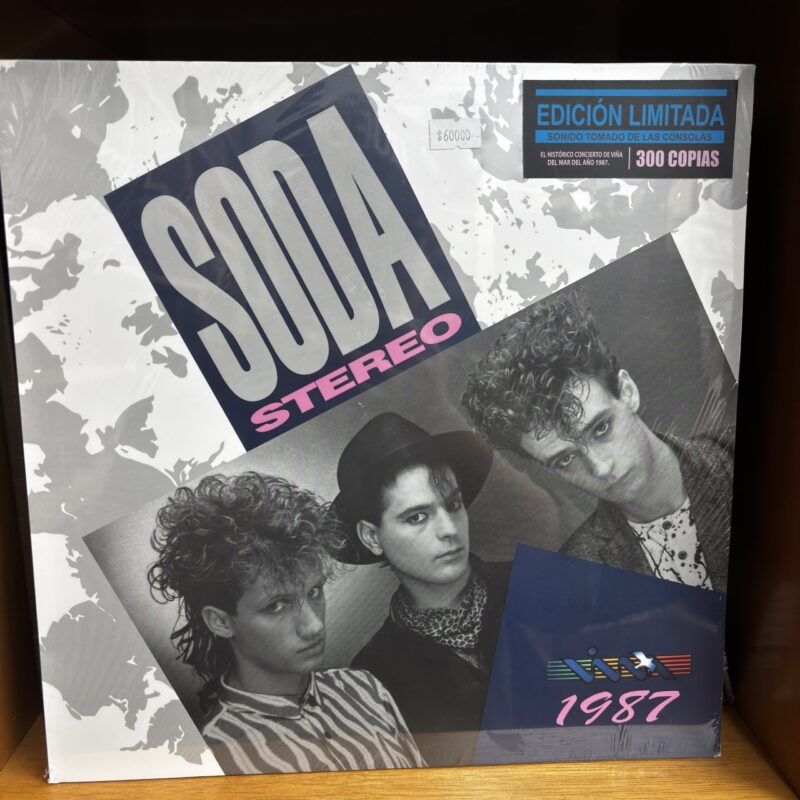 $60000
EDICIÓN LIMITADA
SONIDO TOMADO DE LAS CONSOLAS
EL HISTÓRICO CONCIERTO DE VIÑA
DEL MAR DEL AÑO 1987.
300 COPIAS
SODA
STEREO
viña
1987